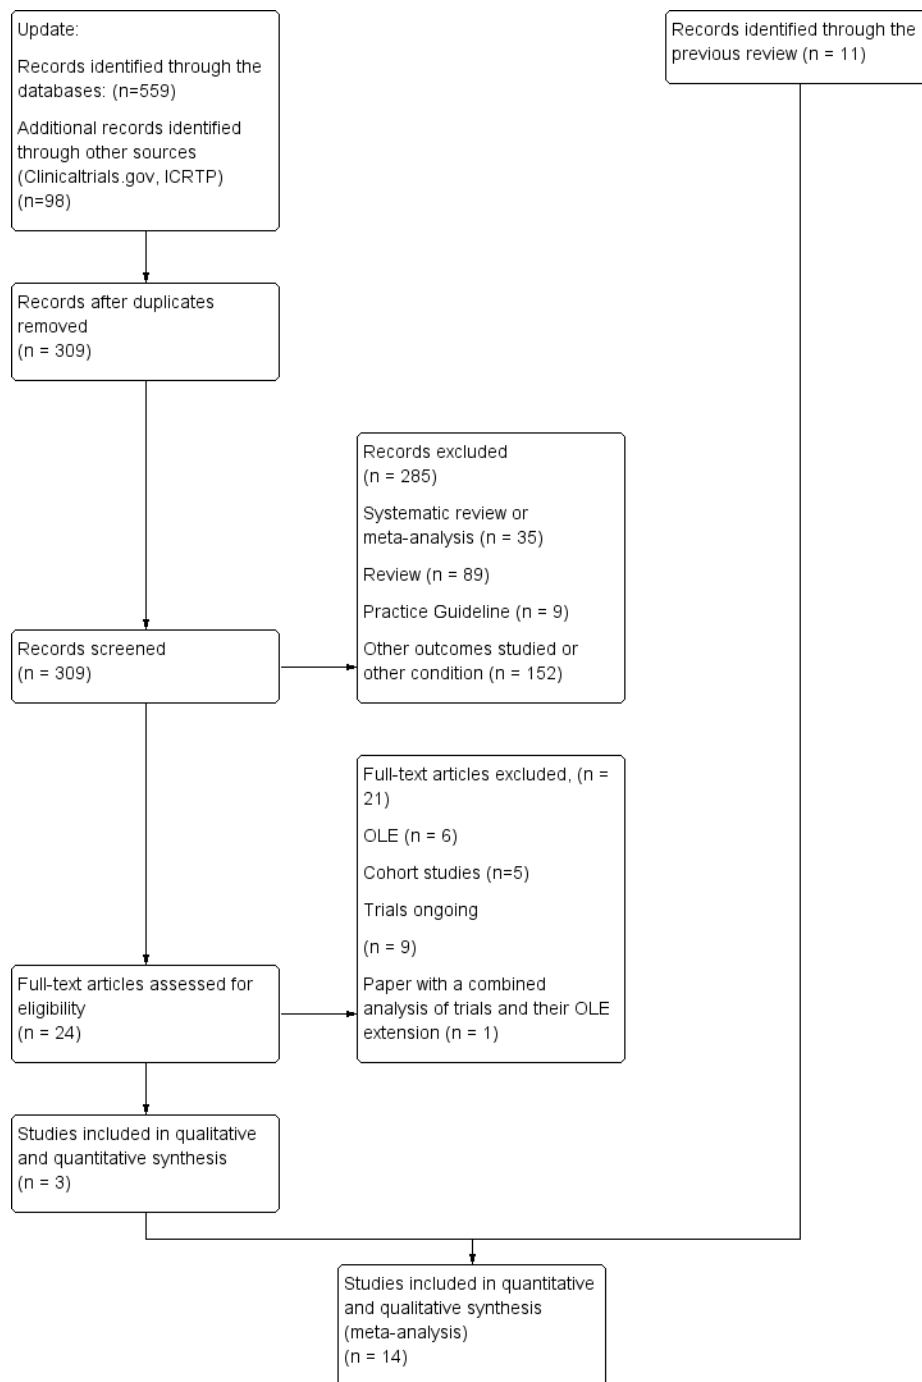 Update:
Records identified through the
databases: (n=559)
Additional records identified
through other sources
(Clinicaltrials.gov, ICRTP)
(n=98)
Records identified through the
previous review (n = 11)
Records after duplicates
removed
(n = 309)
Records excluded
(n = 285)
Systematic review or
meta-analysis (n = 35)
Review (n = 89)
Practice Guideline (n = 9)
Other outcomes studied or
other condition (n = 152)
Records screened
(n = 309)
Full-text articles excluded, (n =
21)
OLE (n = 6)
Cohort studies (n=5)
Trials ongoing
(n = 9)
Paper with a combined
analysis of trials and their OLE
extension (n = 1)
Full-text articles assessed for
eligibility
(n = 24)
Studies included in qualitative
and quantitative synthesis
(n = 3)
Studies included in quantitative
and qualitative synthesis
(meta-analysis)
(n = 14)